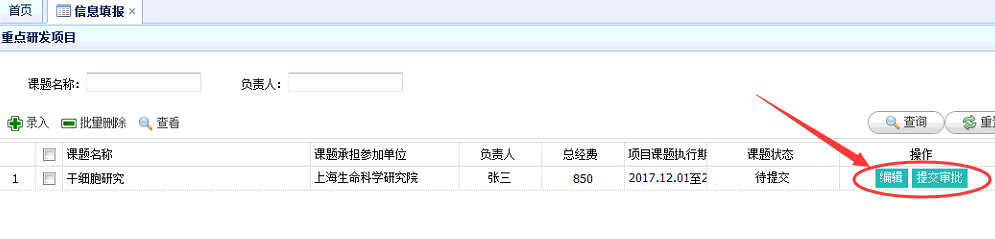 首页 信息填报 ×
重点研发项目
课题名称： 负责人：
录入 批量删除 查看 查询
课题名称 课题承担参加单位 负责人 总经费 项目课题执行期 课题状态 操作
1 干细胞研究 上海生命科学研究院 张三 850 2017.12.01至2 待提交 编辑 提交审批